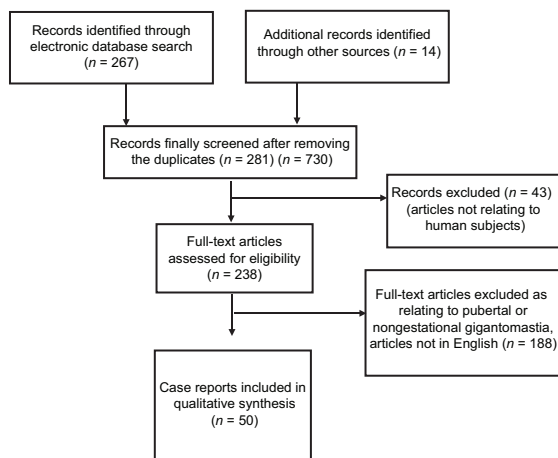 Records identified through
electronic database search
(n = 267)
Additional records identified
through other sources (n = 14)
Records finally screened after removing
the duplicates (n = 281) (n = 730)
Records excluded (n = 43)
(articles not relating to
human subjects)
Full-text articles
assessed for eligibility
(n = 238)
Full-text articles excluded as
relating to pubertal or
nongestational gigantomastia,
articles not in English (n = 188)
Case reports included in
qualitative synthesis
(n = 50)